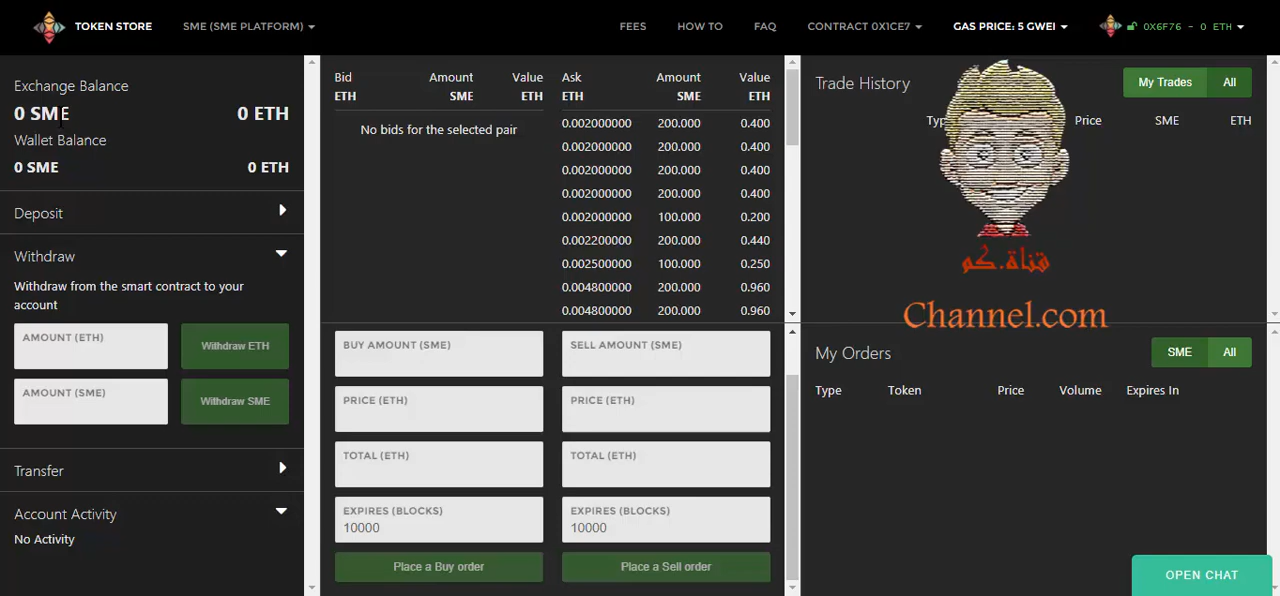 TOKEN STORE
SME (SME PLATFORM)
FEES
HOW TO
FAQ
CONTRACT 0X1CE7
GAS PRICE: 5 GWEI
0X6F76 - 0 ETH
Exchange Balance
0 SME 0 ETH
Wallet Balance
0 SME 0 ETH
Deposit
Withdraw
Withdraw from the smart contract to your
account
AMOUNT (ETH)
Withdraw ETH
AMOUNT (SME)
Withdraw SME
Transfer
Account Activity
No Activity
Bid Amount Value
ETH SME ETH
No bids for the selected pair
Ask Amount Value
ETH SME ETH
0.002000000 200.000 0.400
0.002000000 200.000 0.400
0.002000000 200.000 0.400
0.002000000 200.000 0.400
0.002000000 100.000 0.200
0.002200000 200.000 0.440
0.002500000 100.000 0.250
0.004800000 200.000 0.960
0.004800000 200.000 0.960
BUY AMOUNT (SME)
PRICE (ETH)
TOTAL (ETH)
EXPIRES (BLOCKS)
10000
Place a Buy order
SELL AMOUNT (SME)
PRICE (ETH)
TOTAL (ETH)
EXPIRES (BLOCKS)
10000
Place a Sell order
Trade History
My Trades All
Price SME ETH
قناة.كو
Channel.com
My Orders
SME All
Type Token Price Volume Expires In
OPEN CHAT